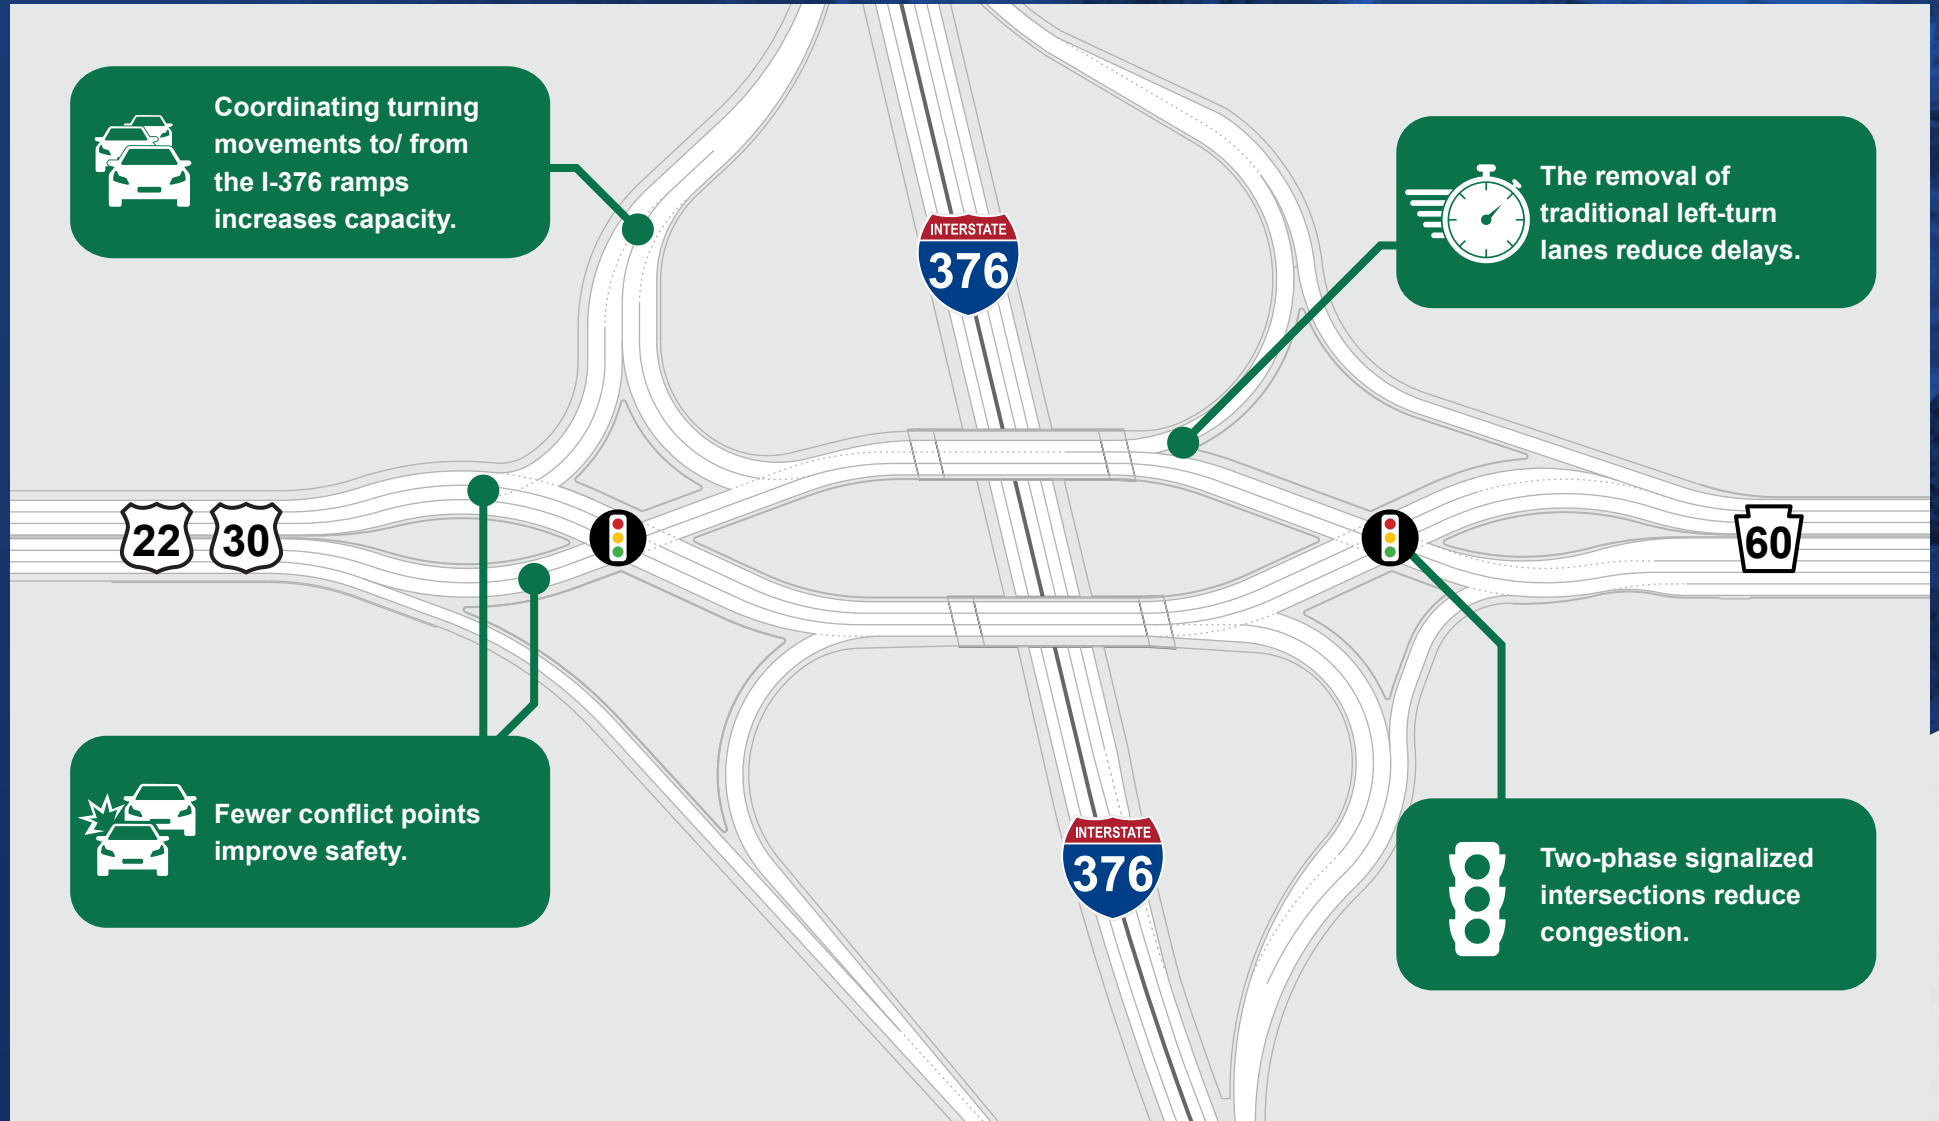 Coordinating turning
movements to/ from
the I-376 ramps
increases capacity.
The removal of
traditional left-turn
lanes reduce delays.
INTERSTATE
376
22
30
60
Fewer conflict points
improve safety.
INTERSTATE
376
Two-phase signalized
intersections reduce
congestion.